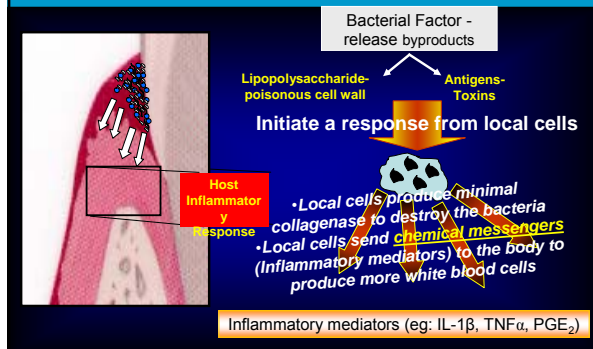 Bacterial Factor -
release byproducts
Lipopolysaccharide-
poisonous cell wall
Antigens-
Toxins
Initiate a response from local cells
Host
Inflammator
y
Response
•Local cells produce minimal
collagenase to destroy the bacteria
•Local cells send chemical messengers
(Inflammatory mediators) to the body to
produce more white blood cells
Inflammatory mediators (eg: IL-1β, TNFα, PGE₂)